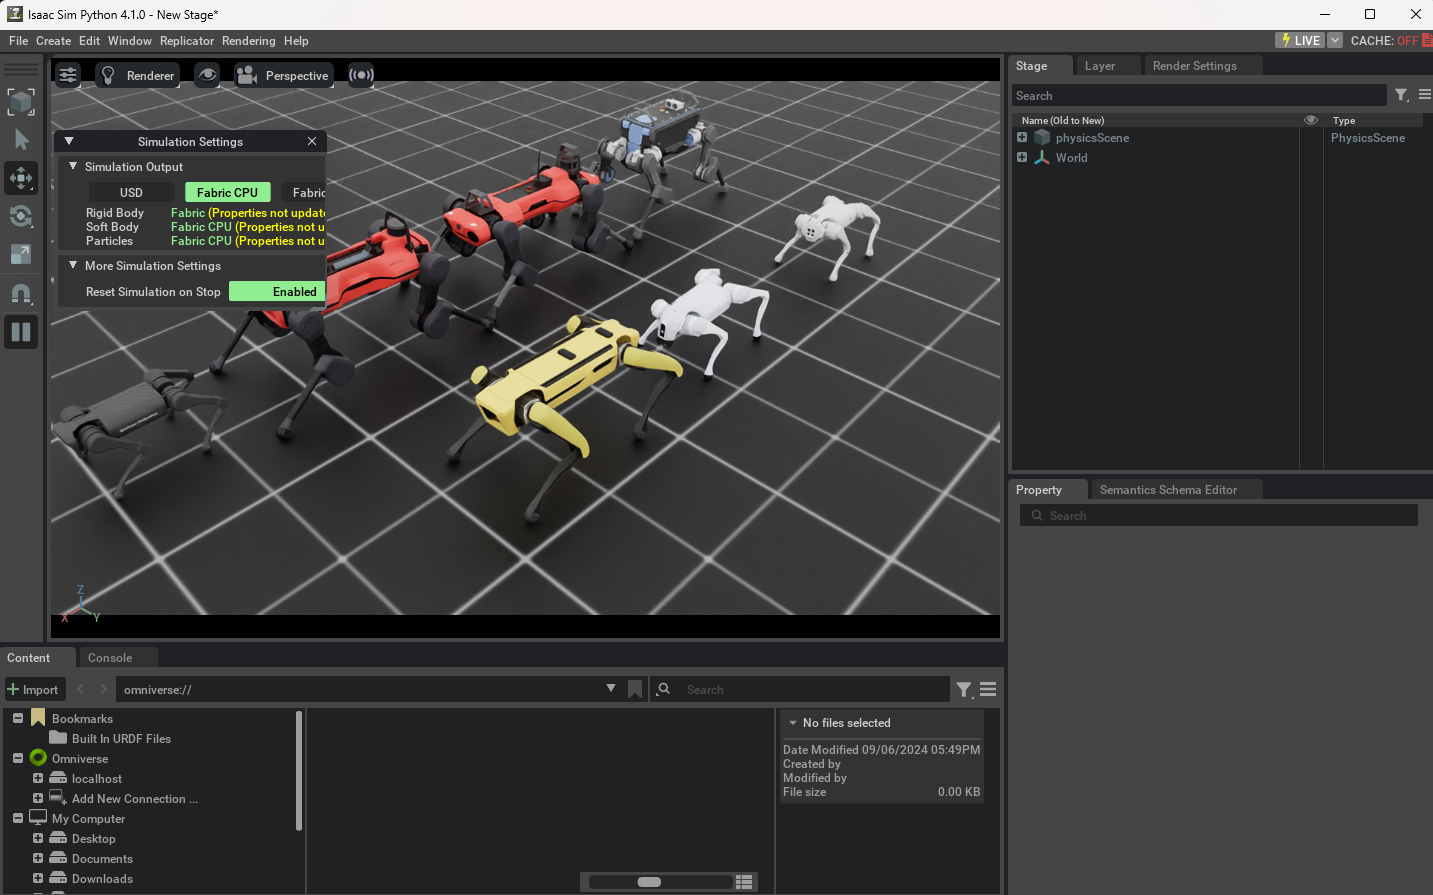 Isaac Sim Python 4.1.0 - New Stage*
File Create Edit Window Replicator Rendering Help
LIVE CACHE: OFF
Renderer Perspective
Simulation Settings
Simulation Output
USD Fabric CPU Fabric
Rigid Body Fabric (Properties not update
Soft Body Fabric CPU (Properties not u
Particles Fabric CPU (Properties not u
More Simulation Settings
Reset Simulation on Stop Enabled
Z
X Y
Stage Layer Render Settings
Search
Name (Old to New) Type
physicsScene PhysicsScene
World
Property Semantics Schema Editor
Search
Content Console
Import omniverse:// Search
Bookmarks
Built In URDF Files
Omniverse
localhost
Add New Connection ...
My Computer
Desktop
Documents
Downloads
No files selected
Date Modified 09/06/2024 05:49PM
Created by
Modified by
File size 0.00 KB